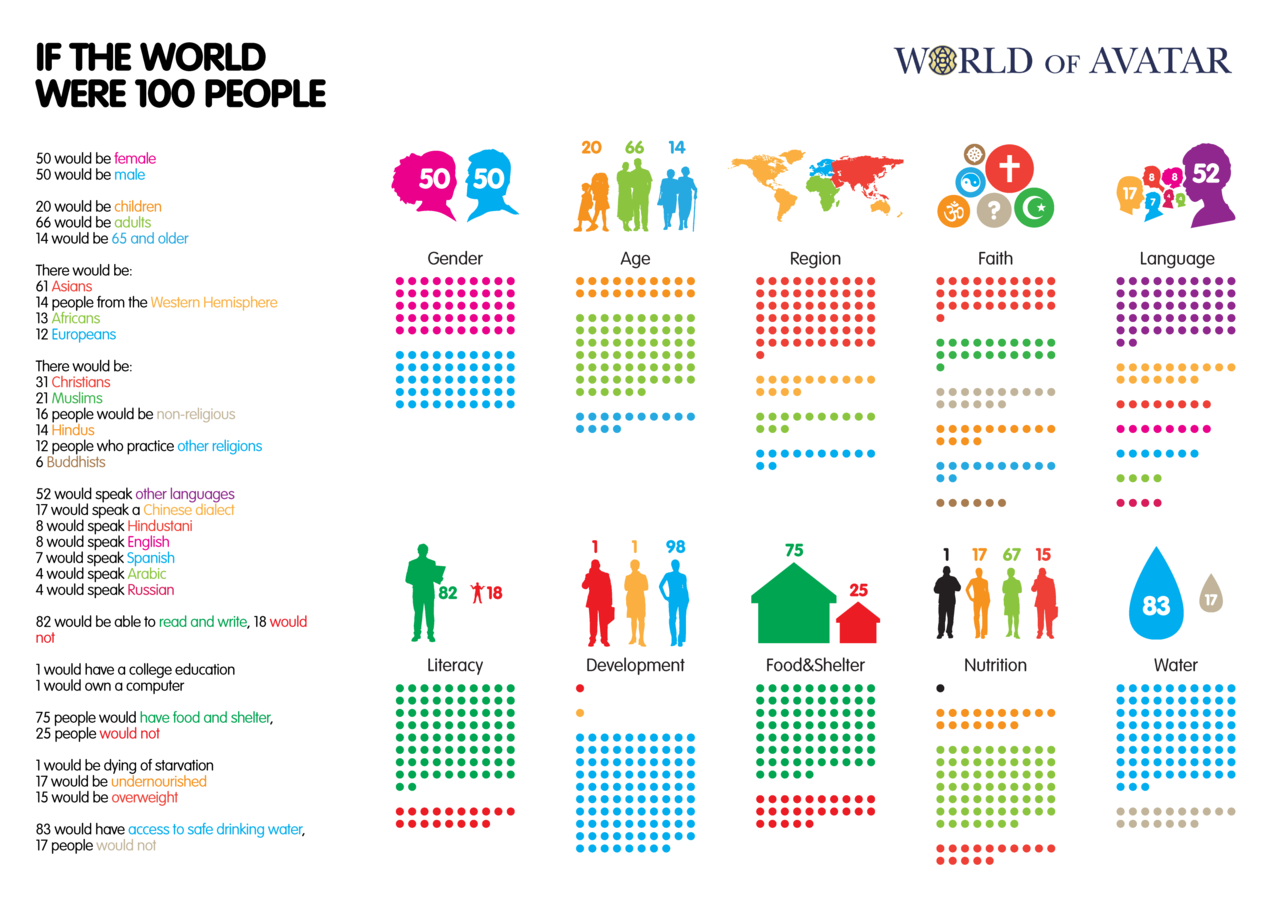 IF THE WORLD
WERE 100 PEOPLE
WORLD OF AVATAR
50 would be female
50 would be male
20 would be children
66 would be adults
14 would be 65 and older
There would be:
61 Asians
14 people from the Western Hemisphere
13 Africans
12 Europeans
There would be:
31 Christians
21 Muslims
16 people would be non-religious
14 Hindus
12 people who practice other religions
6 Buddhists
52 would speak other languages
17 would speak a Chinese dialect
8 would speak Hindustani
8 would speak English
7 would speak Spanish
4 would speak Arabic
4 would speak Russian
82 would be able to read and write, 18 would
not
1 would have a college education
1 would own a computer
75 people would have food and shelter,
25 people would not
1 would be dying of starvation
17 would be undernourished
15 would be overweight
83 would have access to safe drinking water,
17 people would not
50 50
Gender
20 66 14
Age
Region
?
Faith
17 8 8 7 4 4 52
Language
82 18
Literacy
1 1 98
Development
75 25
Food&Shelter
1 17 67 15
Nutrition
83 17
Water